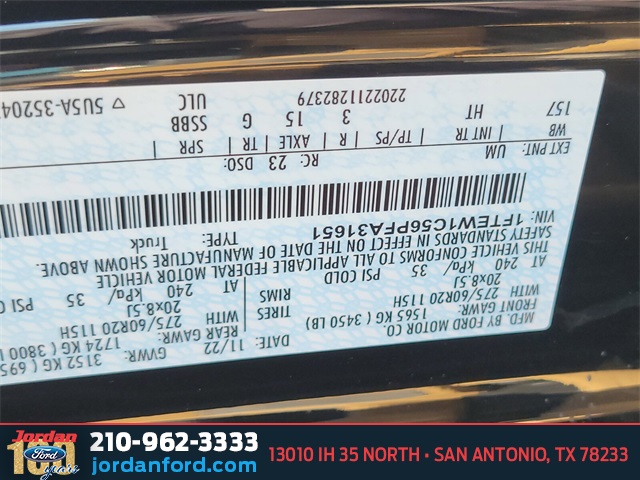 MFD. BY FORD MOTOR CO.
DATE: 11/22
GVWR:
3152 KG (695
FRONT GAWR:
1565 KG (3450 LB)
REAR GAWR:
1724 KG (3800
WITH
275/60R20 115H
TIRES
WITH
275/60R20 115H
20x8.5J
RIMS
20x8.5J
AT 240 kPa/ 35 PSI COLD
AT 240 kPa/ 35 PSI CO
THIS VEHICLE CONFORMS TO ALL APPLICABLE FEDERAL MOTOR VEHICLE
SAFETY STANDARDS IN EFFECT ON THE DATE OF MANUFACTURE SHOWN ABOVE.
VIN: 1FTEW1C56PFA31651
TYPE: Truck
EXT PNT: UM RC: 23 DSO:
WB INT TR TP/PS AXLE TR SPR
157 HT 3 15 G SSBB
2202211282379 ULC
▽ 5U5A-35204
Jordan
Ford
100
years
210-962-3333
jordanford.com
13010 IH 35 NORTH • SAN ANTONIO, TX 78233